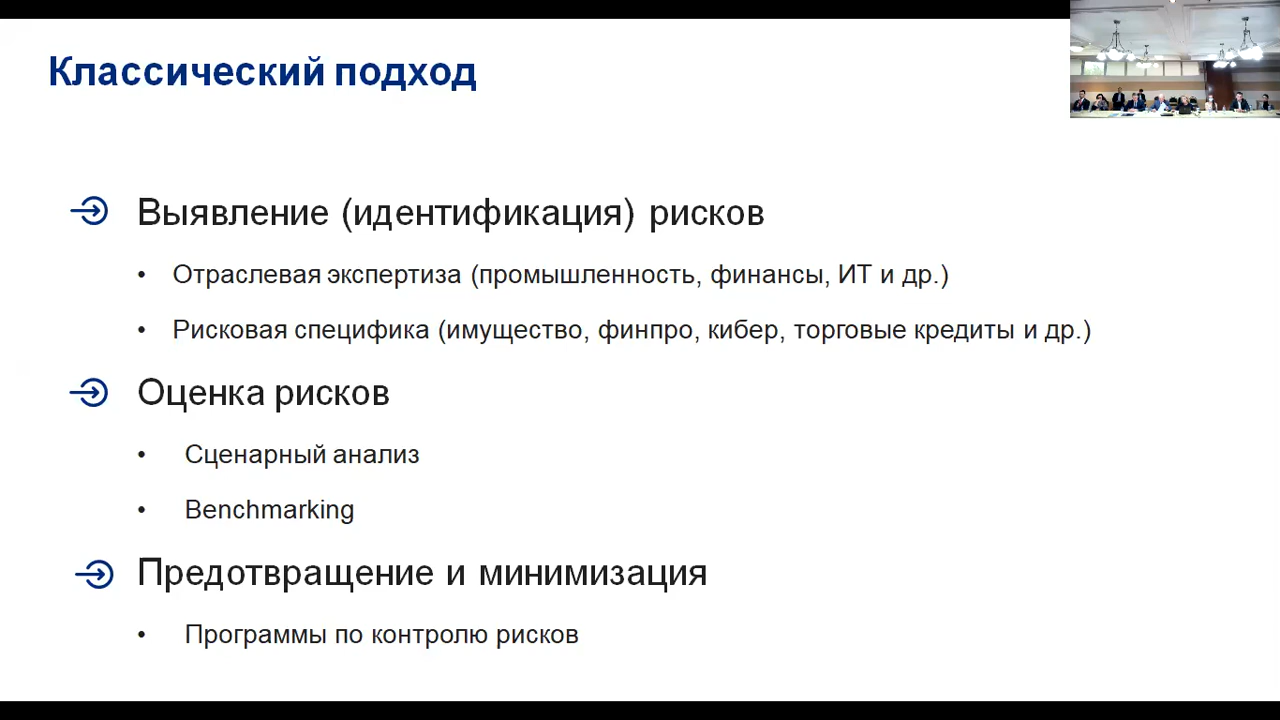 Классический подход
Выявление (идентификация) рисков
• Отраслевая экспертиза (промышленность, финансы, ИТ и др.)
• Рисковая специфика (имущество, финпро, кибер, торговые кредиты и др.)
Оценка рисков
• Сценарный анализ
• Benchmarking
Предотвращение и минимизация
• Программы по контролю рисков